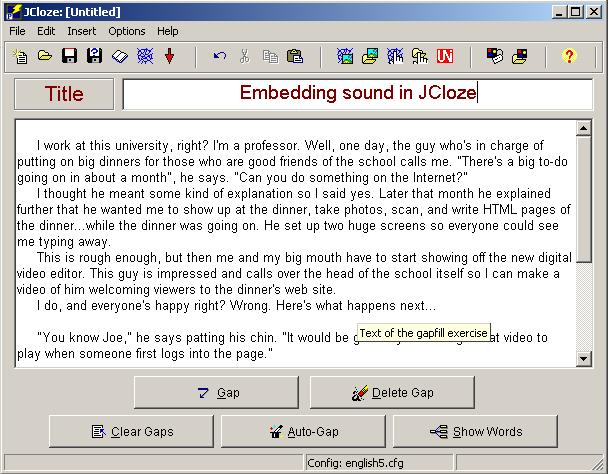 JCloze: [Untitled]
File Edit Insert Options Help
UN ?
Title
Embedding sound in JCloze
I work at this university, right? I'm a professor. Well, one day, the guy who's in charge of
putting on big dinners for those who are good friends of the school calls me. "There's a big to-do
going on in about a month", he says. "Can you do something on the Internet?"
I thought he meant some kind of explanation so I said yes. Later that month he explained
further that he wanted me to show up at the dinner, take photos, scan, and write HTML pages of
the dinner...while the dinner was going on. He set up two huge screens so everyone could see
me typing away.
This is rough enough, but then me and my big mouth have to start showing off the new digital
video editor. This guy is impressed and calls over the head of the school itself so I can make a
video of him welcoming viewers to the dinner's web site.
I do, and everyone's happy right? Wrong. Here's what happens next...
"You know Joe," he says patting his chin. "It would be video to
Text of the gapfill exercise
play when someone first logs into the page."
Gap
Delete Gap
Clear Gaps
Auto-Gap
Show Words
Config: english5.cfg